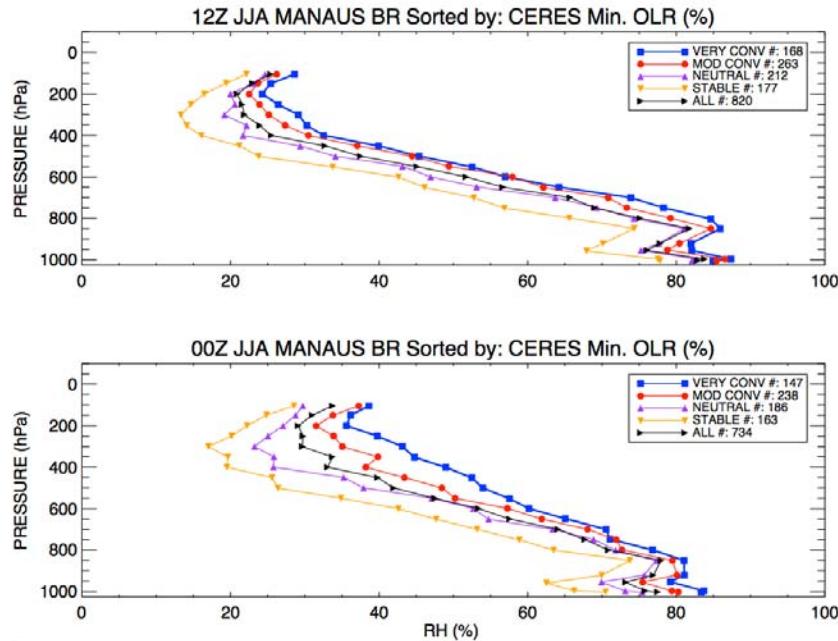 12Z JJA MANAUS BR Sorted by: CERES Min. OLR (%)
PRESSURE (hPa)
0
200
400
600
800
1000
VERY CONV #: 168
MOD CONV #: 263
NEUTRAL #: 212
STABLE #: 177
ALL #: 820
0 20 40 60 80 100
00Z JJA MANAUS BR Sorted by: CERES Min. OLR (%)
PRESSURE (hPa)
0
200
400
600
800
1000
VERY CONV #: 147
MOD CONV #: 238
NEUTRAL #: 186
STABLE #: 163
ALL #: 734
0 20 40 60 80 100
RH (%)